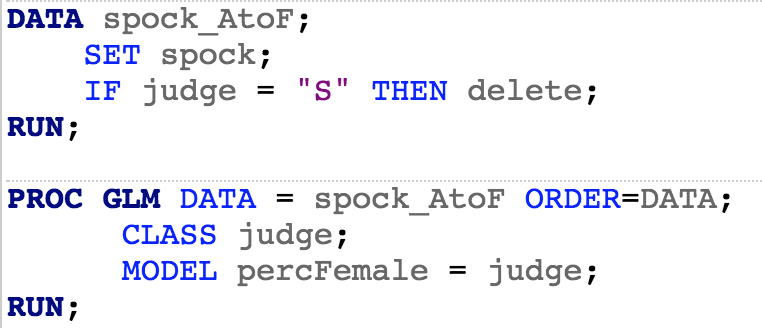 DATA spock_AtoF;
SET spock;
IF judge = "S" THEN delete;
RUN;
PROC GLM DATA = spock_AtoF ORDER=DATA;
CLASS judge;
MODEL percFemale = judge;
RUN;